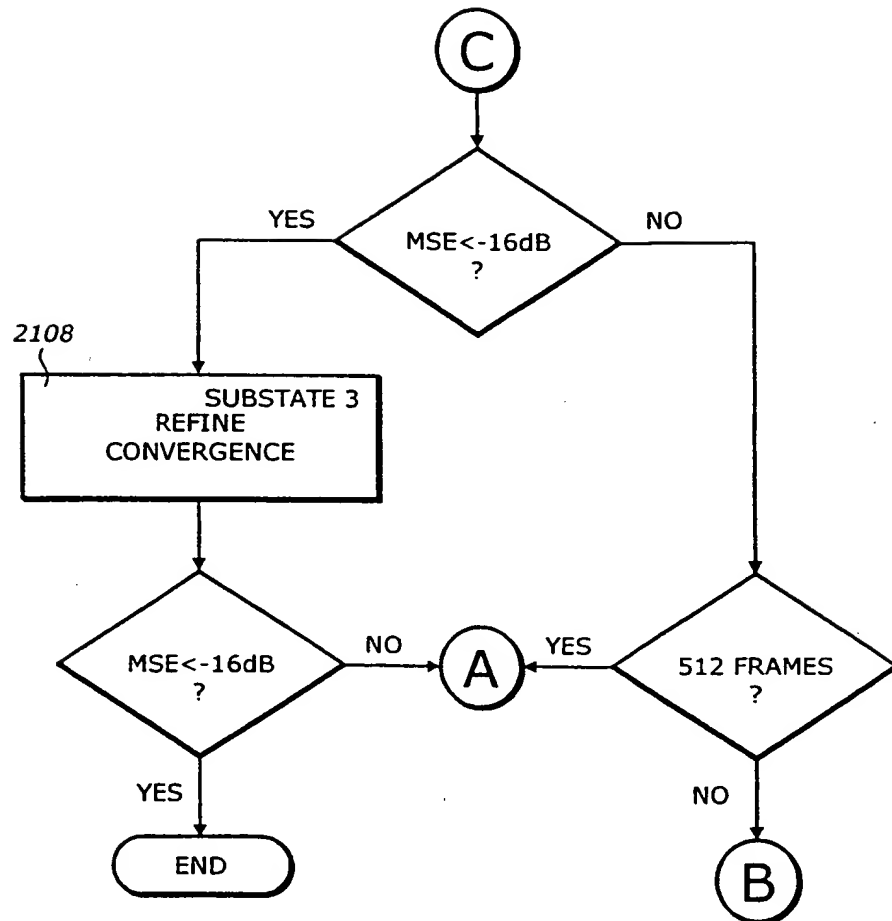 C
MSE<-16dB
?
YES
NO
2108
SUBSTATE 3
REFINE
CONVERGENCE
MSE<-16dB
?
NO
A
YES
512 FRAMES
?
YES
NO
END
B